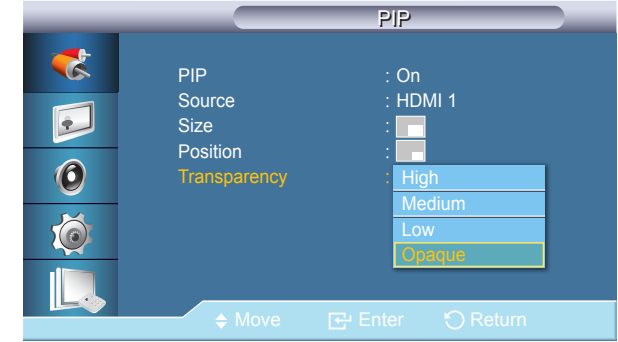 PIP
PIP : On
Source : HDMI 1
Size :
Position :
Transparency : High
Medium
Low
Opaque
Move Enter Return